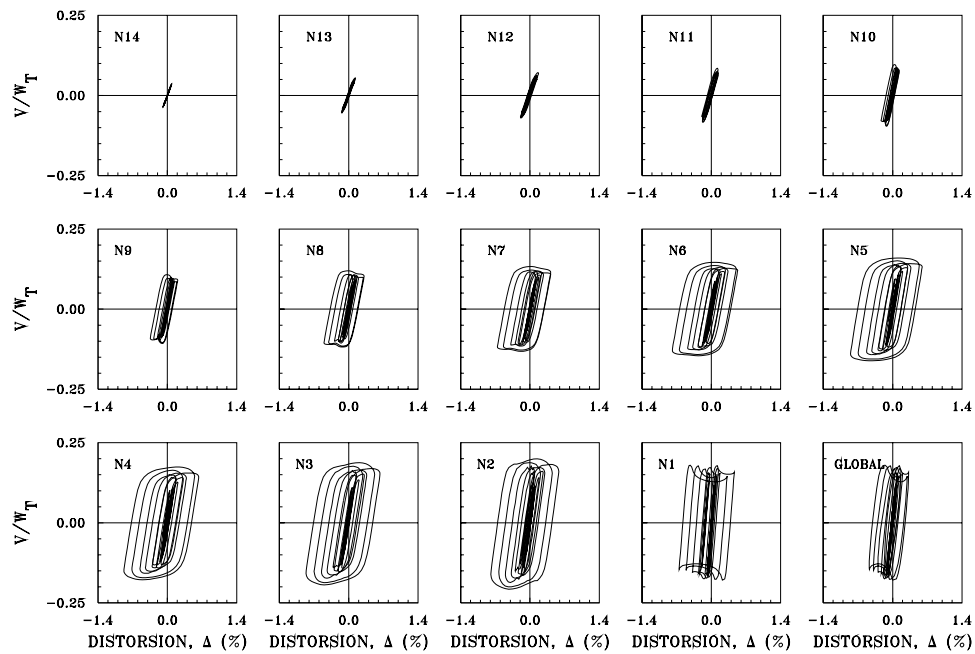 0.25
N14 N13 N12 N11 N10
V/W_T 0.00
-0.25
-1.4 0.0 1.4 -1.4 0.0 1.4 -1.4 0.0 1.4 -1.4 0.0 1.4 -1.4 0.0 1.4
0.25
N9 N8 N7 N6 N5
V/W_T 0.00
-0.25
-1.4 0.0 1.4 -1.4 0.0 1.4 -1.4 0.0 1.4 -1.4 0.0 1.4 -1.4 0.0 1.4
0.25
N4 N3 N2 N1 GLOBAL
V/W_T 0.00
-0.25
-1.4 0.0 1.4 -1.4 0.0 1.4 -1.4 0.0 1.4 -1.4 0.0 1.4 -1.4 0.0 1.4
DISTORSION, Δ (%) DISTORSION, Δ (%) DISTORSION, Δ (%) DISTORSION, Δ (%) DISTORSION, Δ (%)